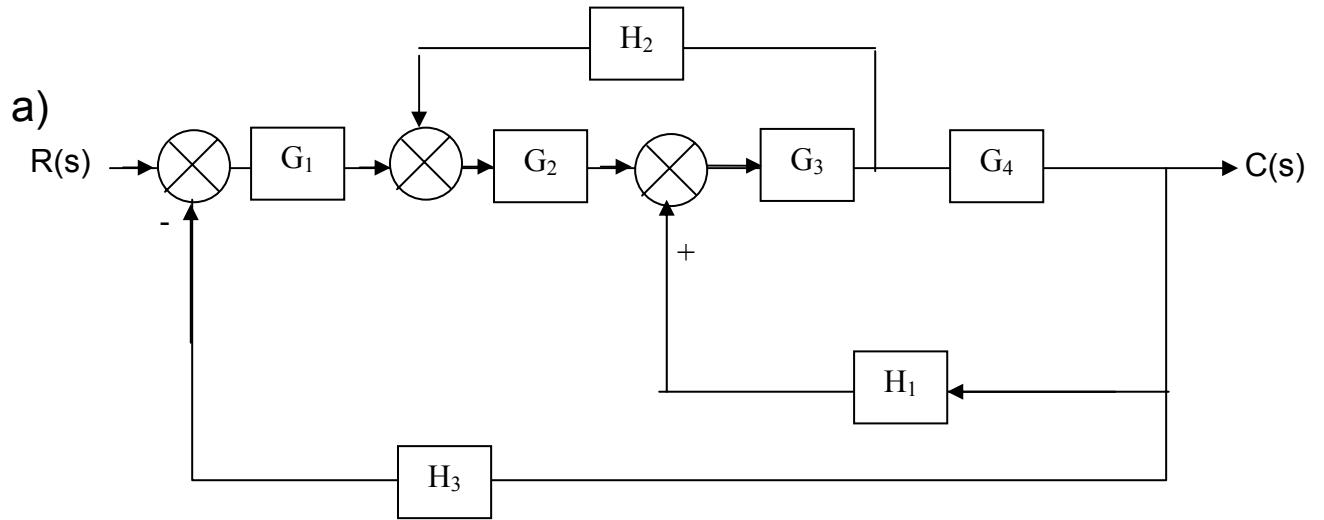 H₂
a)
R(s) G₁ G₂ G₃ G₄ C(s)
-
+
H₁
H₃